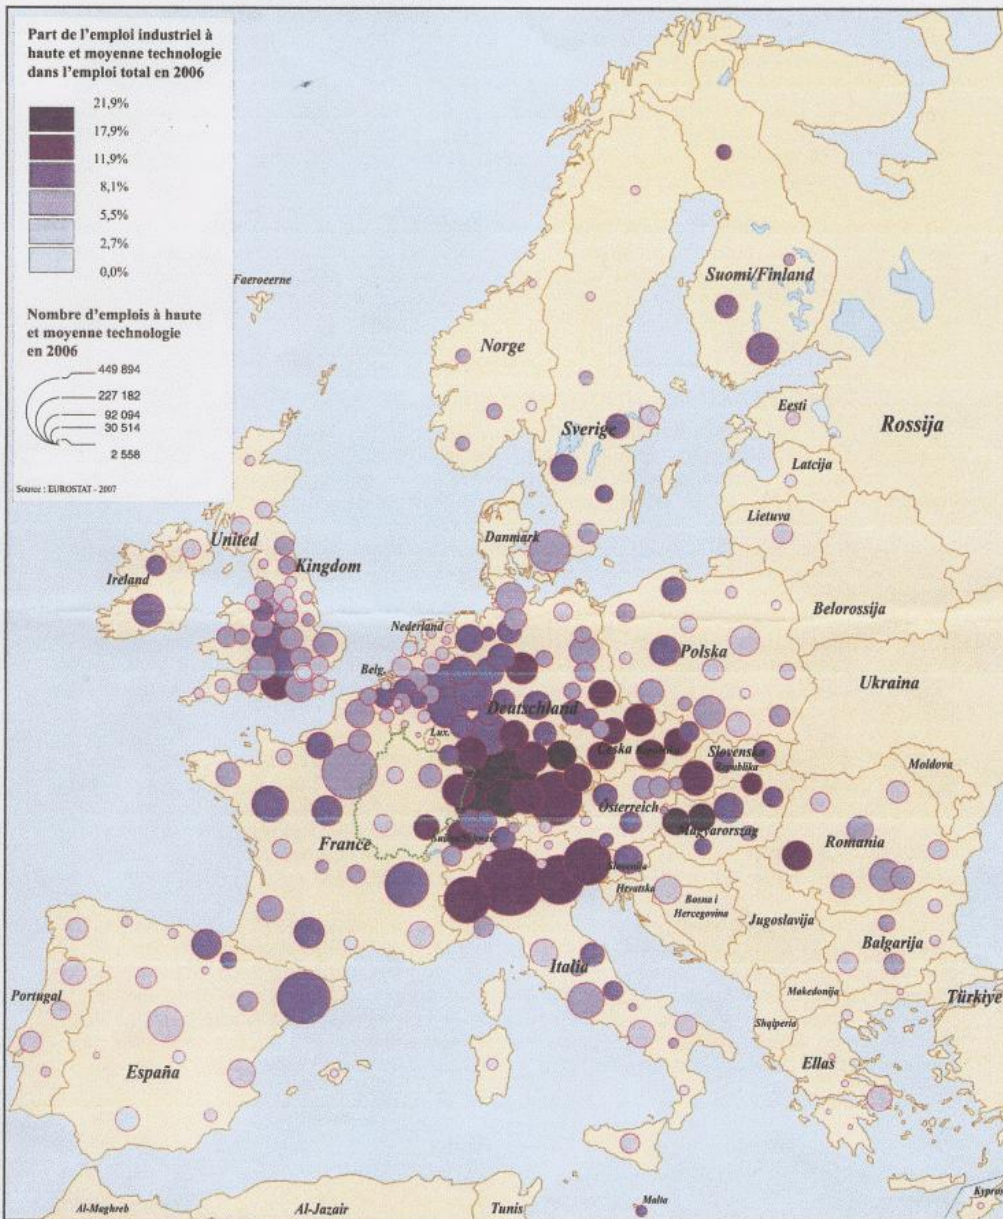 Part de l'emploi industriel à
haute et moyenne technologie
dans l'emploi total en 2006
21,9%
17,9%
11,9%
8,1%
5,5%
2,7%
0,0%
Nombre d'emplois à haute
et moyenne technologie
en 2006
449 894
227 182
92 094
30 514
2 558
Source : EUROSTAT - 2007
Faeroeerne
Suomi/Finland
Norge
Sverige
Eesti
Rossija
Latcija
Lietuva
Danmark
United
Kingdom
Ireland
Belorossija
Nederland
Polska
Belg.
Ukraina
Deutschland
Lux.
Ceska
Republika
Slovenska
Republika
Moldova
Österreich
Magyarorszag
France
Romania
Slovenija
Hrvatska
Bosna i
Hercegovina
Jugoslavija
Balgarija
Italia
Portugal
Makedonija
Türkiye
Shqiperia
España
Ellas
Al-Maghreb
Al-Jazair
Tunis
Malta
Kypros